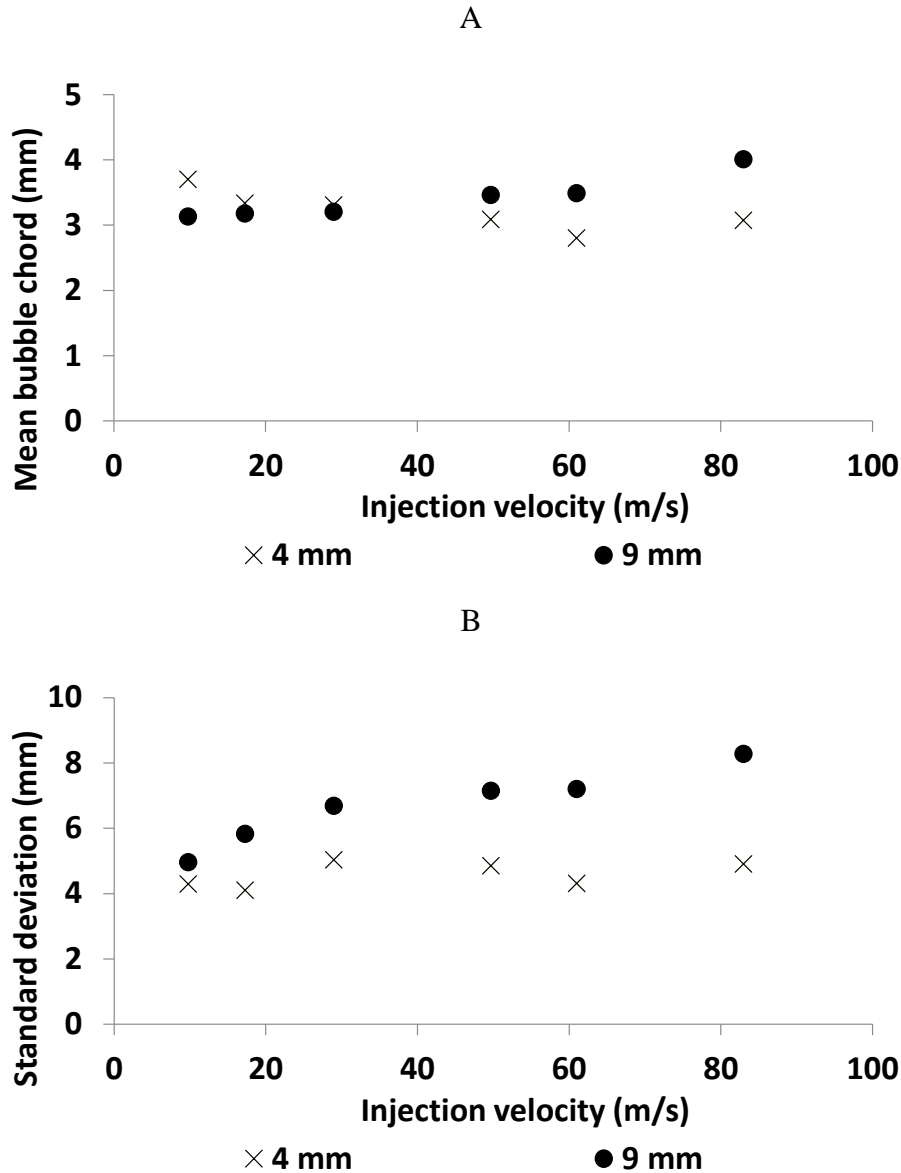 A
5
4
3
2
1
0
Mean bubble chord (mm)
0 20 40 60 80 100
Injection velocity (m/s)
4 mm 9 mm
B
10
8
6
4
2
0
Standard deviation (mm)
0 20 40 60 80 100
Injection velocity (m/s)
4 mm 9 mm